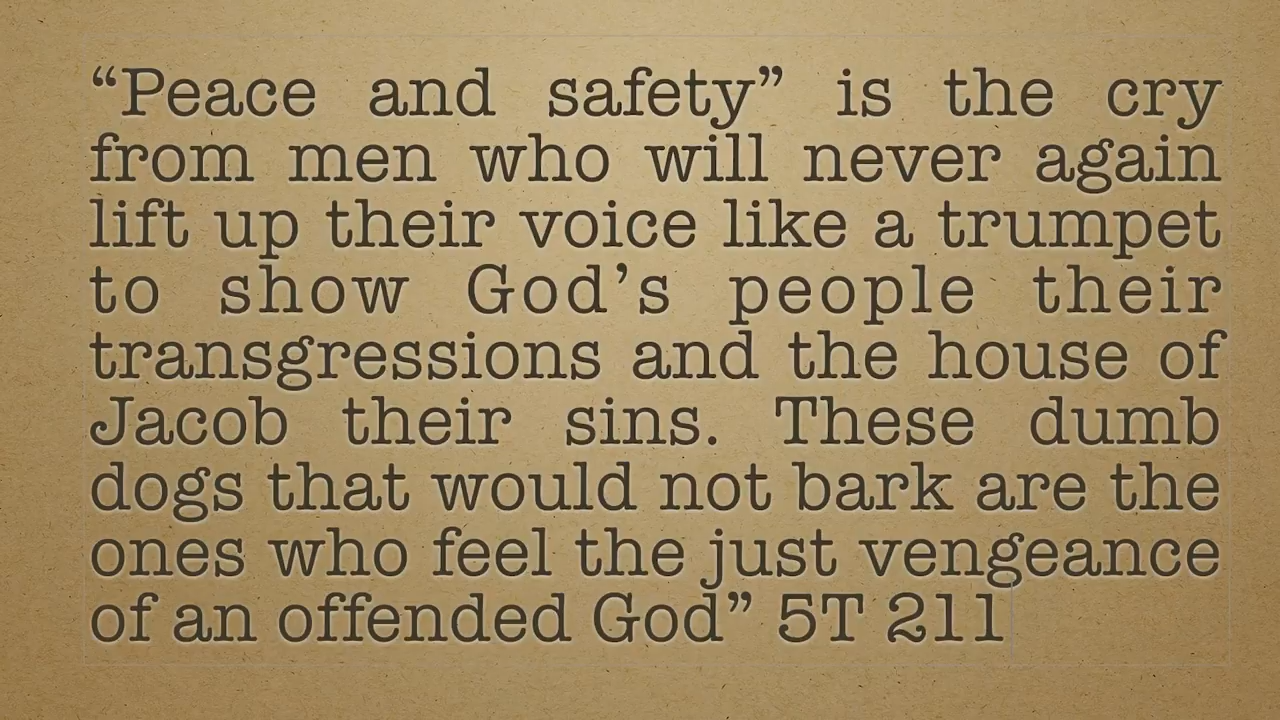 “Peace and safety” is the cry
from men who will never again
lift up their voice like a trumpet
to show God’s people their
transgressions and the house of
Jacob their sins. These dumb
dogs that would not bark are the
ones who feel the just vengeance
of an offended God” 5T 211